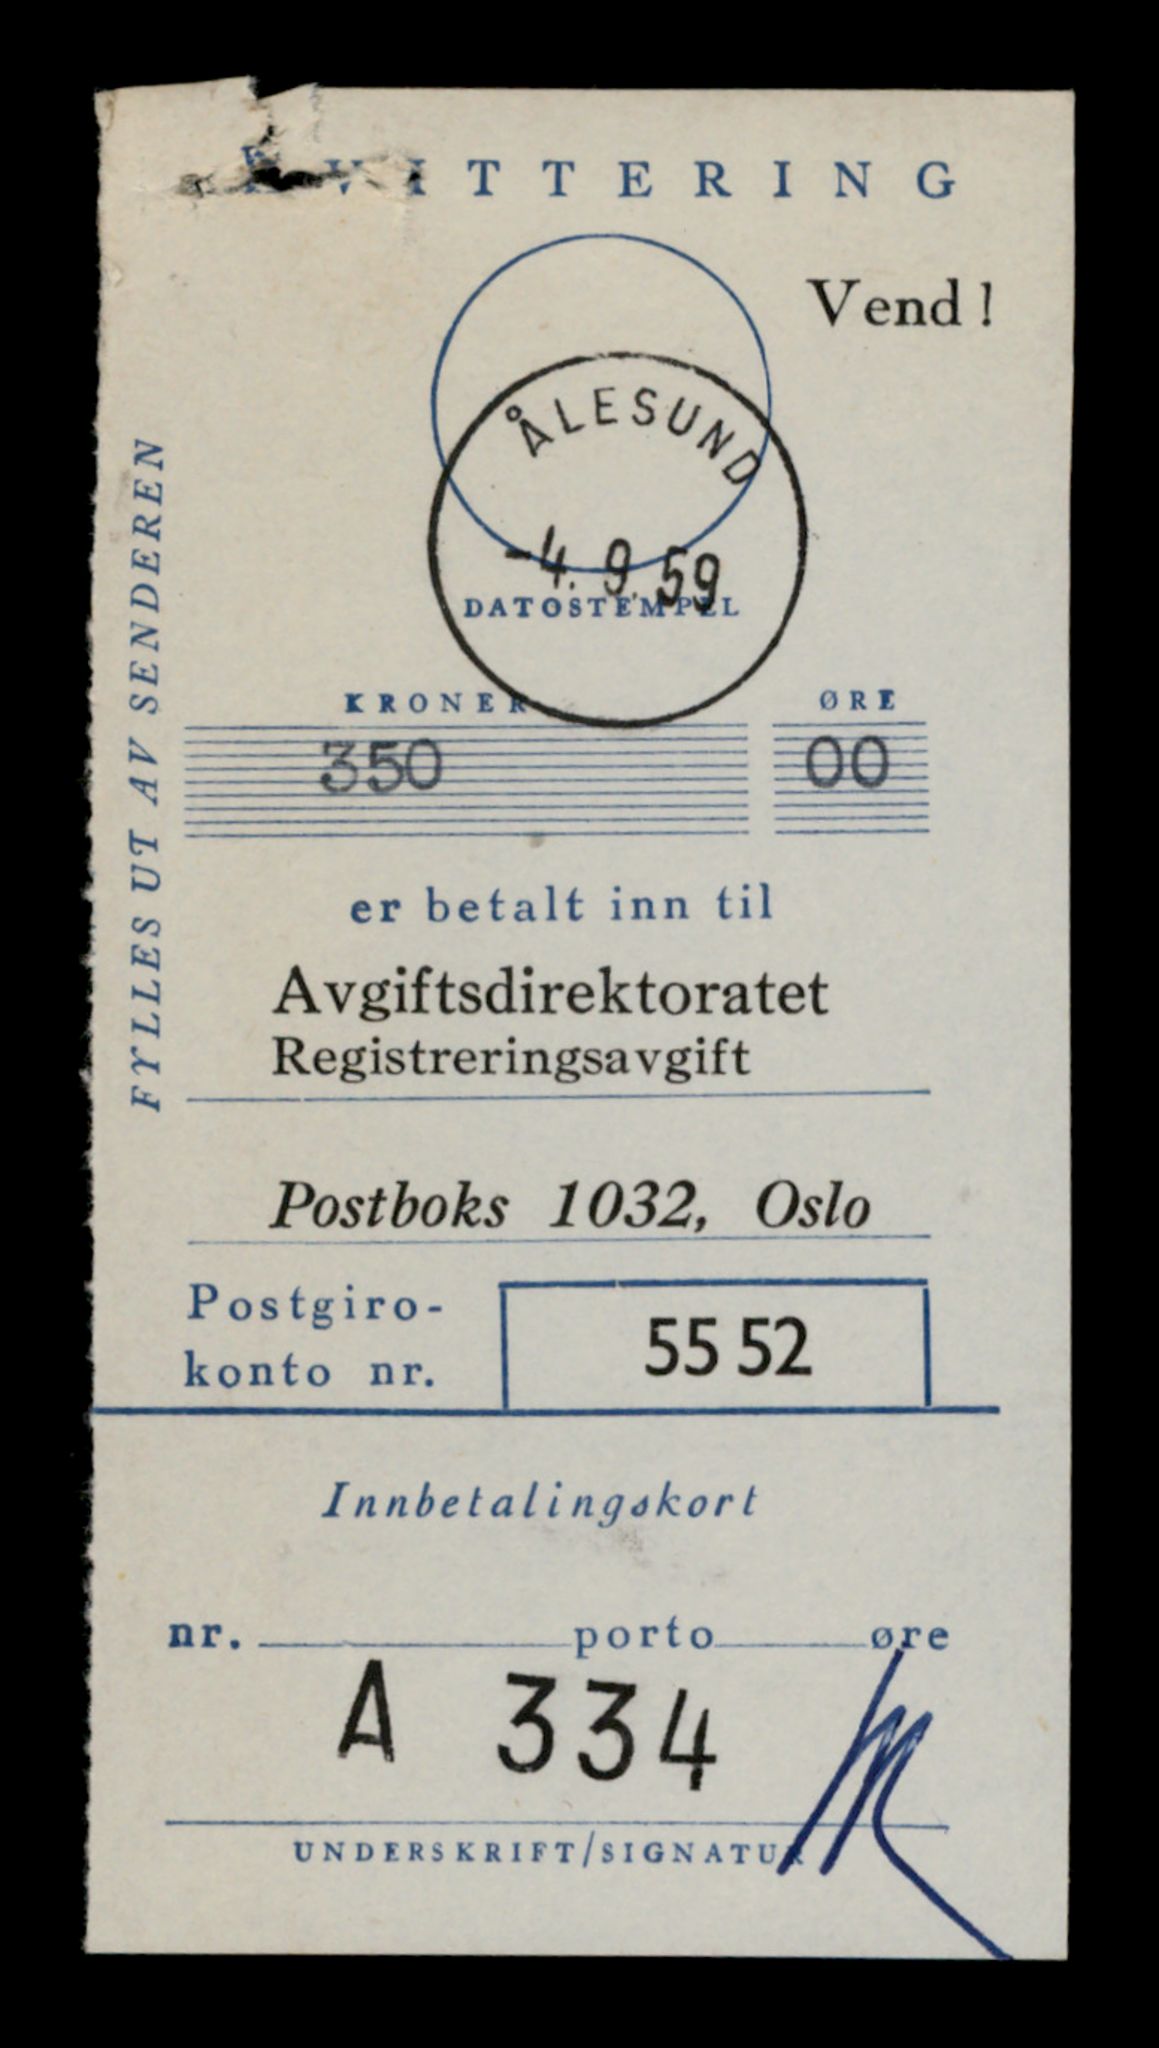 KVITTERING
Vend!
ÅLESUND
-4. 9. 59
DATOSTEMPEL
FYLLES UT AV SENDEREN
KRONER ØRE
350 00
er betalt inn til
Avgiftsdirektoratet
Registreringsavgift
Postboks 1032, Oslo
Postgiro-
konto nr.
55 52
Innbetalingskort
nr. porto øre
A 334
UNDERSKRIFT/SIGNATUR